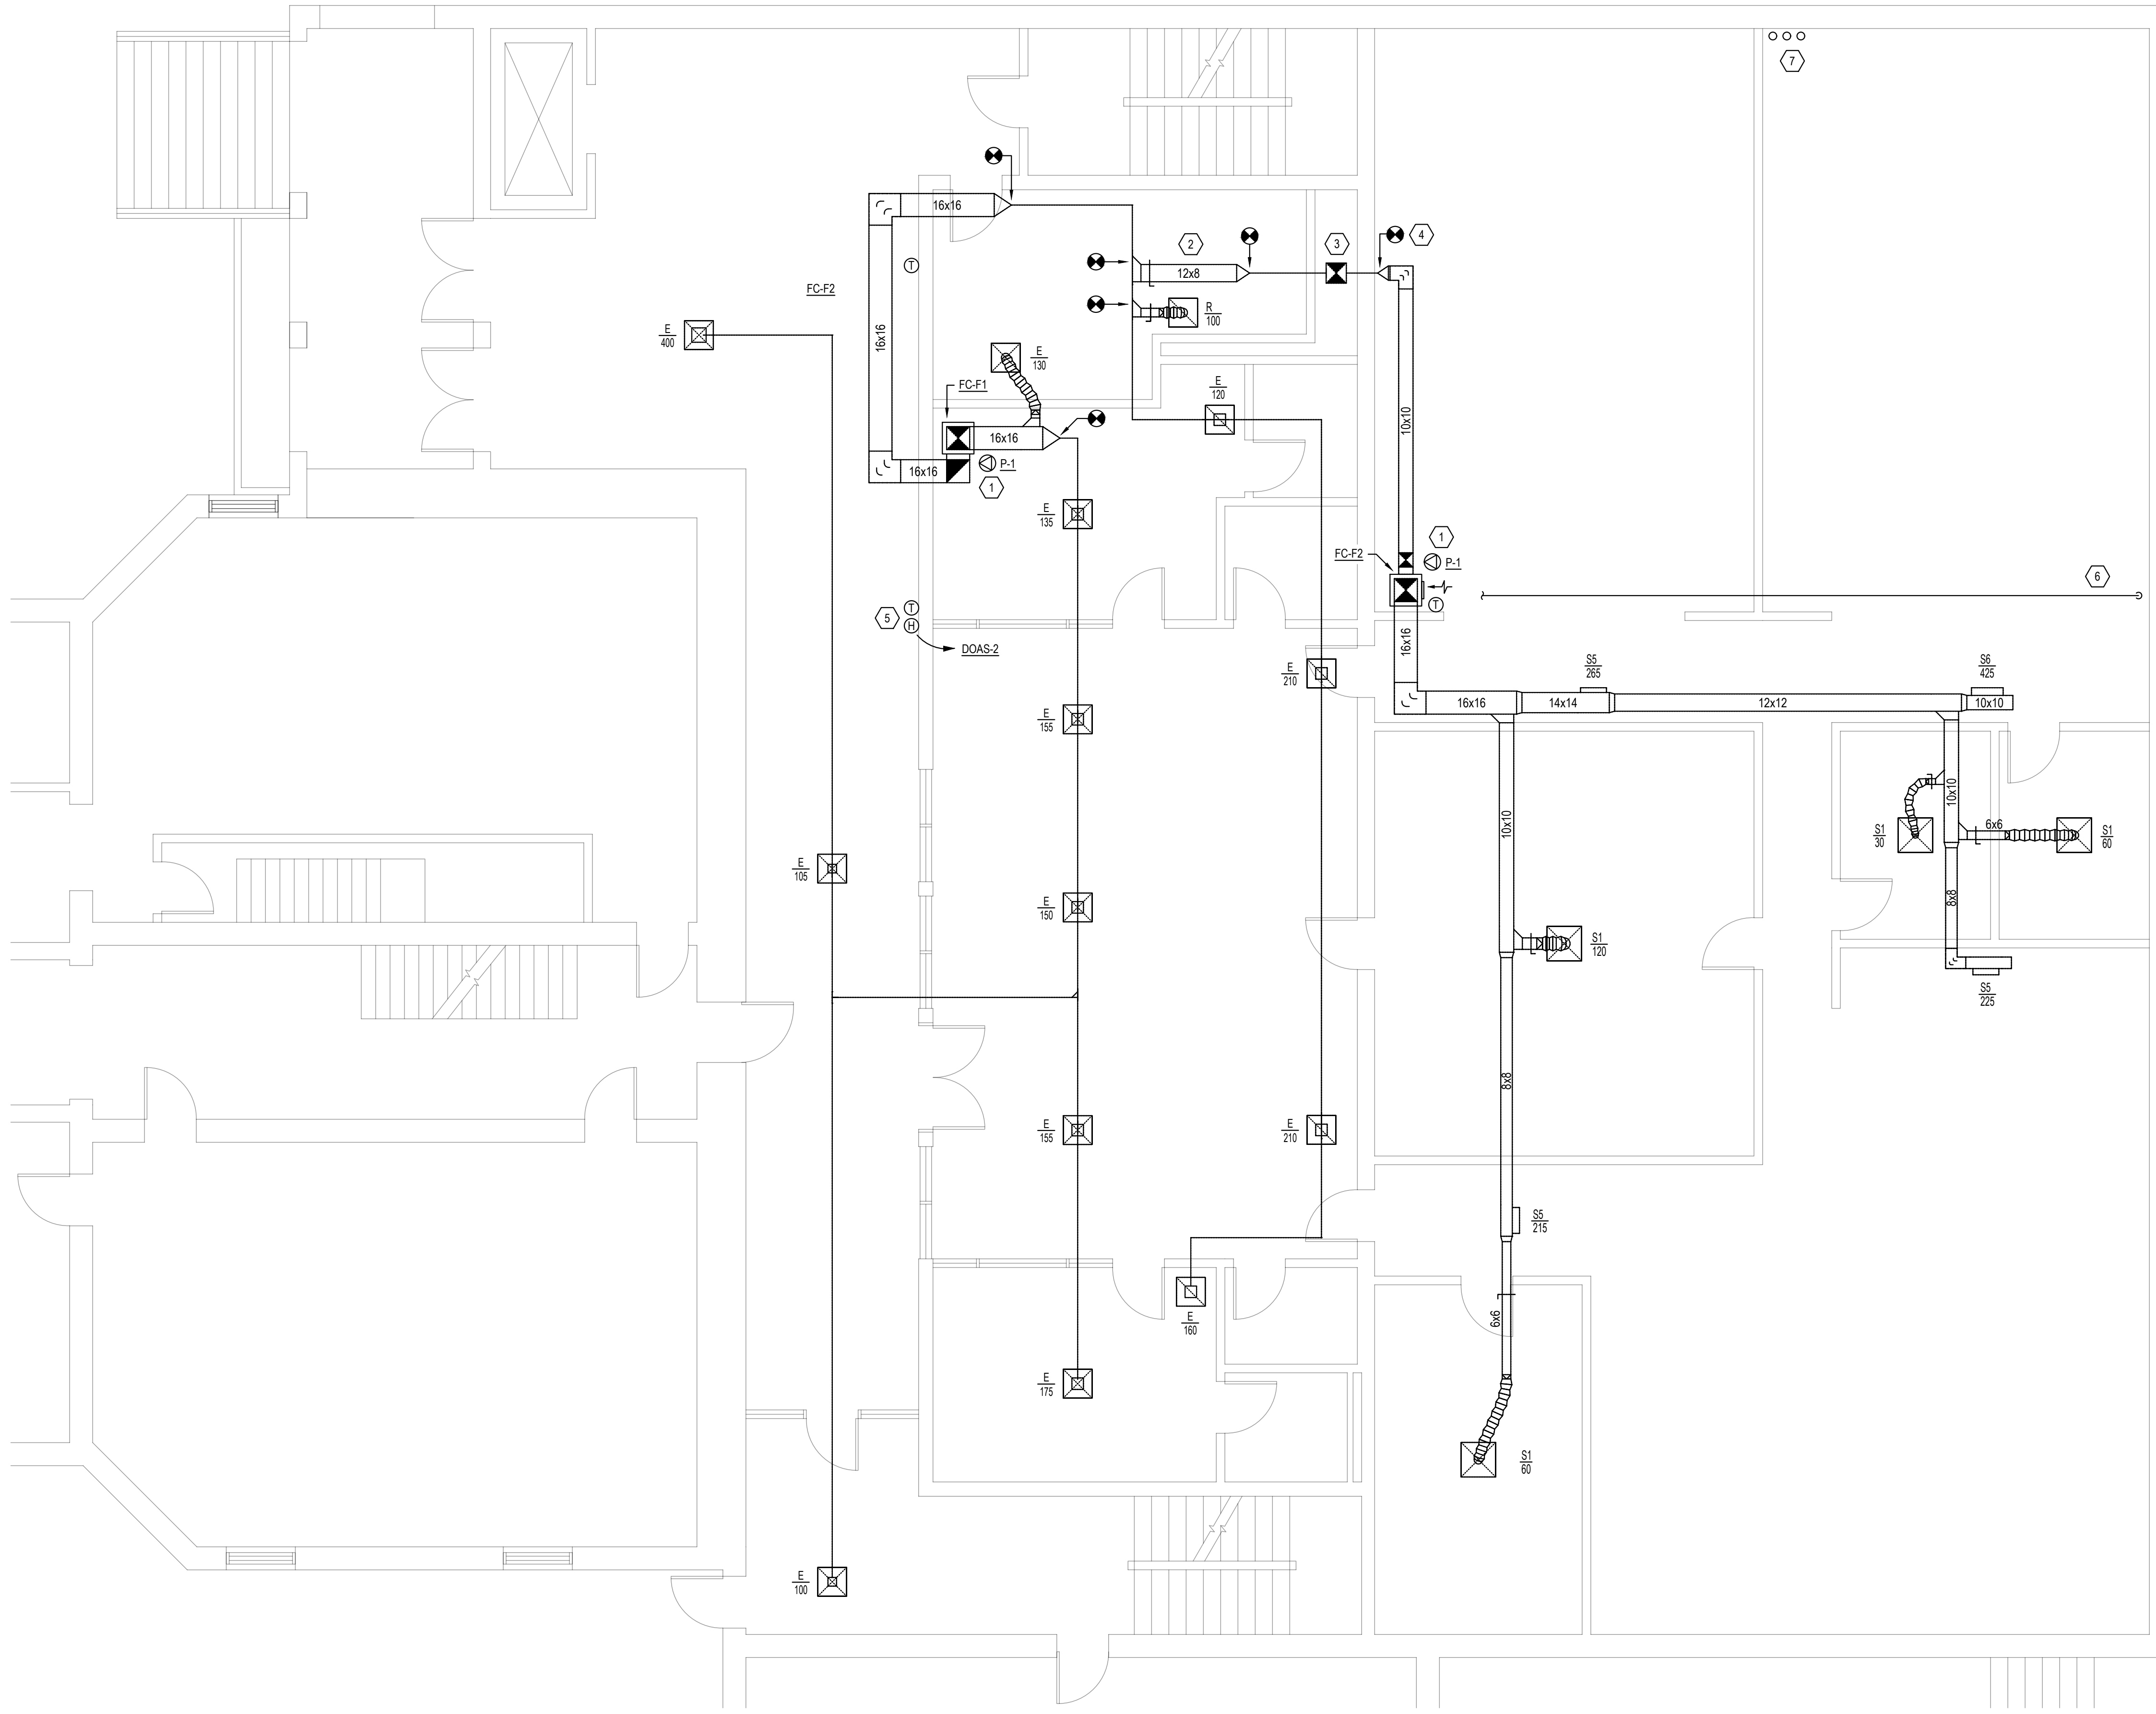 7
16x16
2
3
4
12x8
T
FC-F2
R
100
E
400
16x16
E
130
FC-F1
E
120
10x10
16x16
16x16
P-1
1
E
135
1
FC-F2
P-1
6
T
5
T
H
DOAS-2
16x16
E
210
S5
265
S6
425
16x16
14x14
12x12
10x10
E
155
10x10
10x10
6x6
S1
30
S1
60
E
105
8x8
E
150
S1
120
S5
225
8x8
E
155
E
210
S5
215
6x6
E
160
E
175
S1
60
E
100